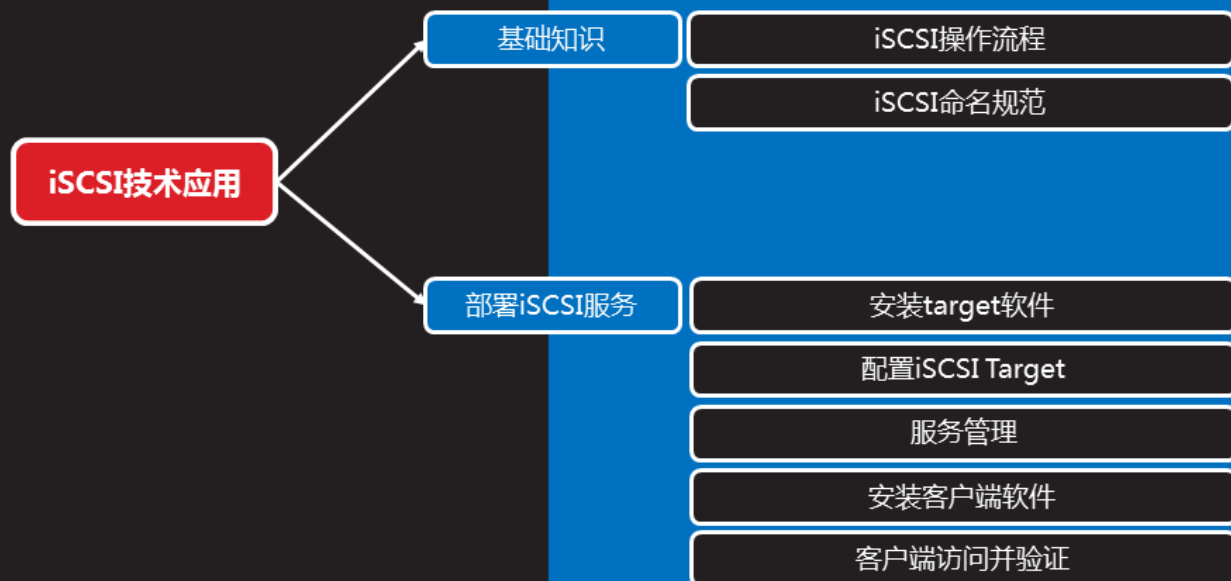 iSCSI技术应用
基础知识
iSCSI操作流程
iSCSI命名规范
部署iSCSI服务
安装target软件
配置iSCSI Target
服务管理
安装客户端软件
客户端访问并验证